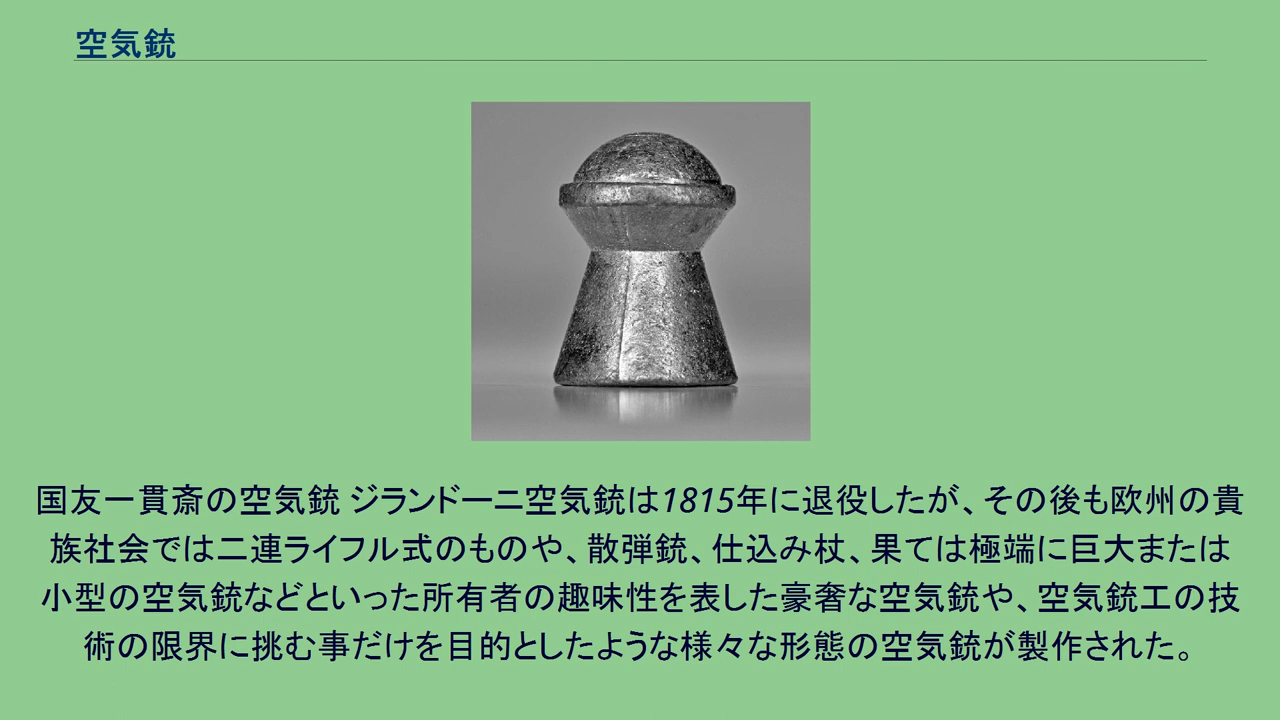 空気銃
国友一貫斎の空気銃 ジランドーニ空気銃は1815年に退役したが、その後も欧州の貴
族社会では二連ライフル式のものや、散弾銃、仕込み杖、果ては極端に巨大または
小型の空気銃などといった所有者の趣味性を表した豪奢な空気銃や、空気銃工の技
術の限界に挑む事だけを目的としたような様々な形態の空気銃が製作された。